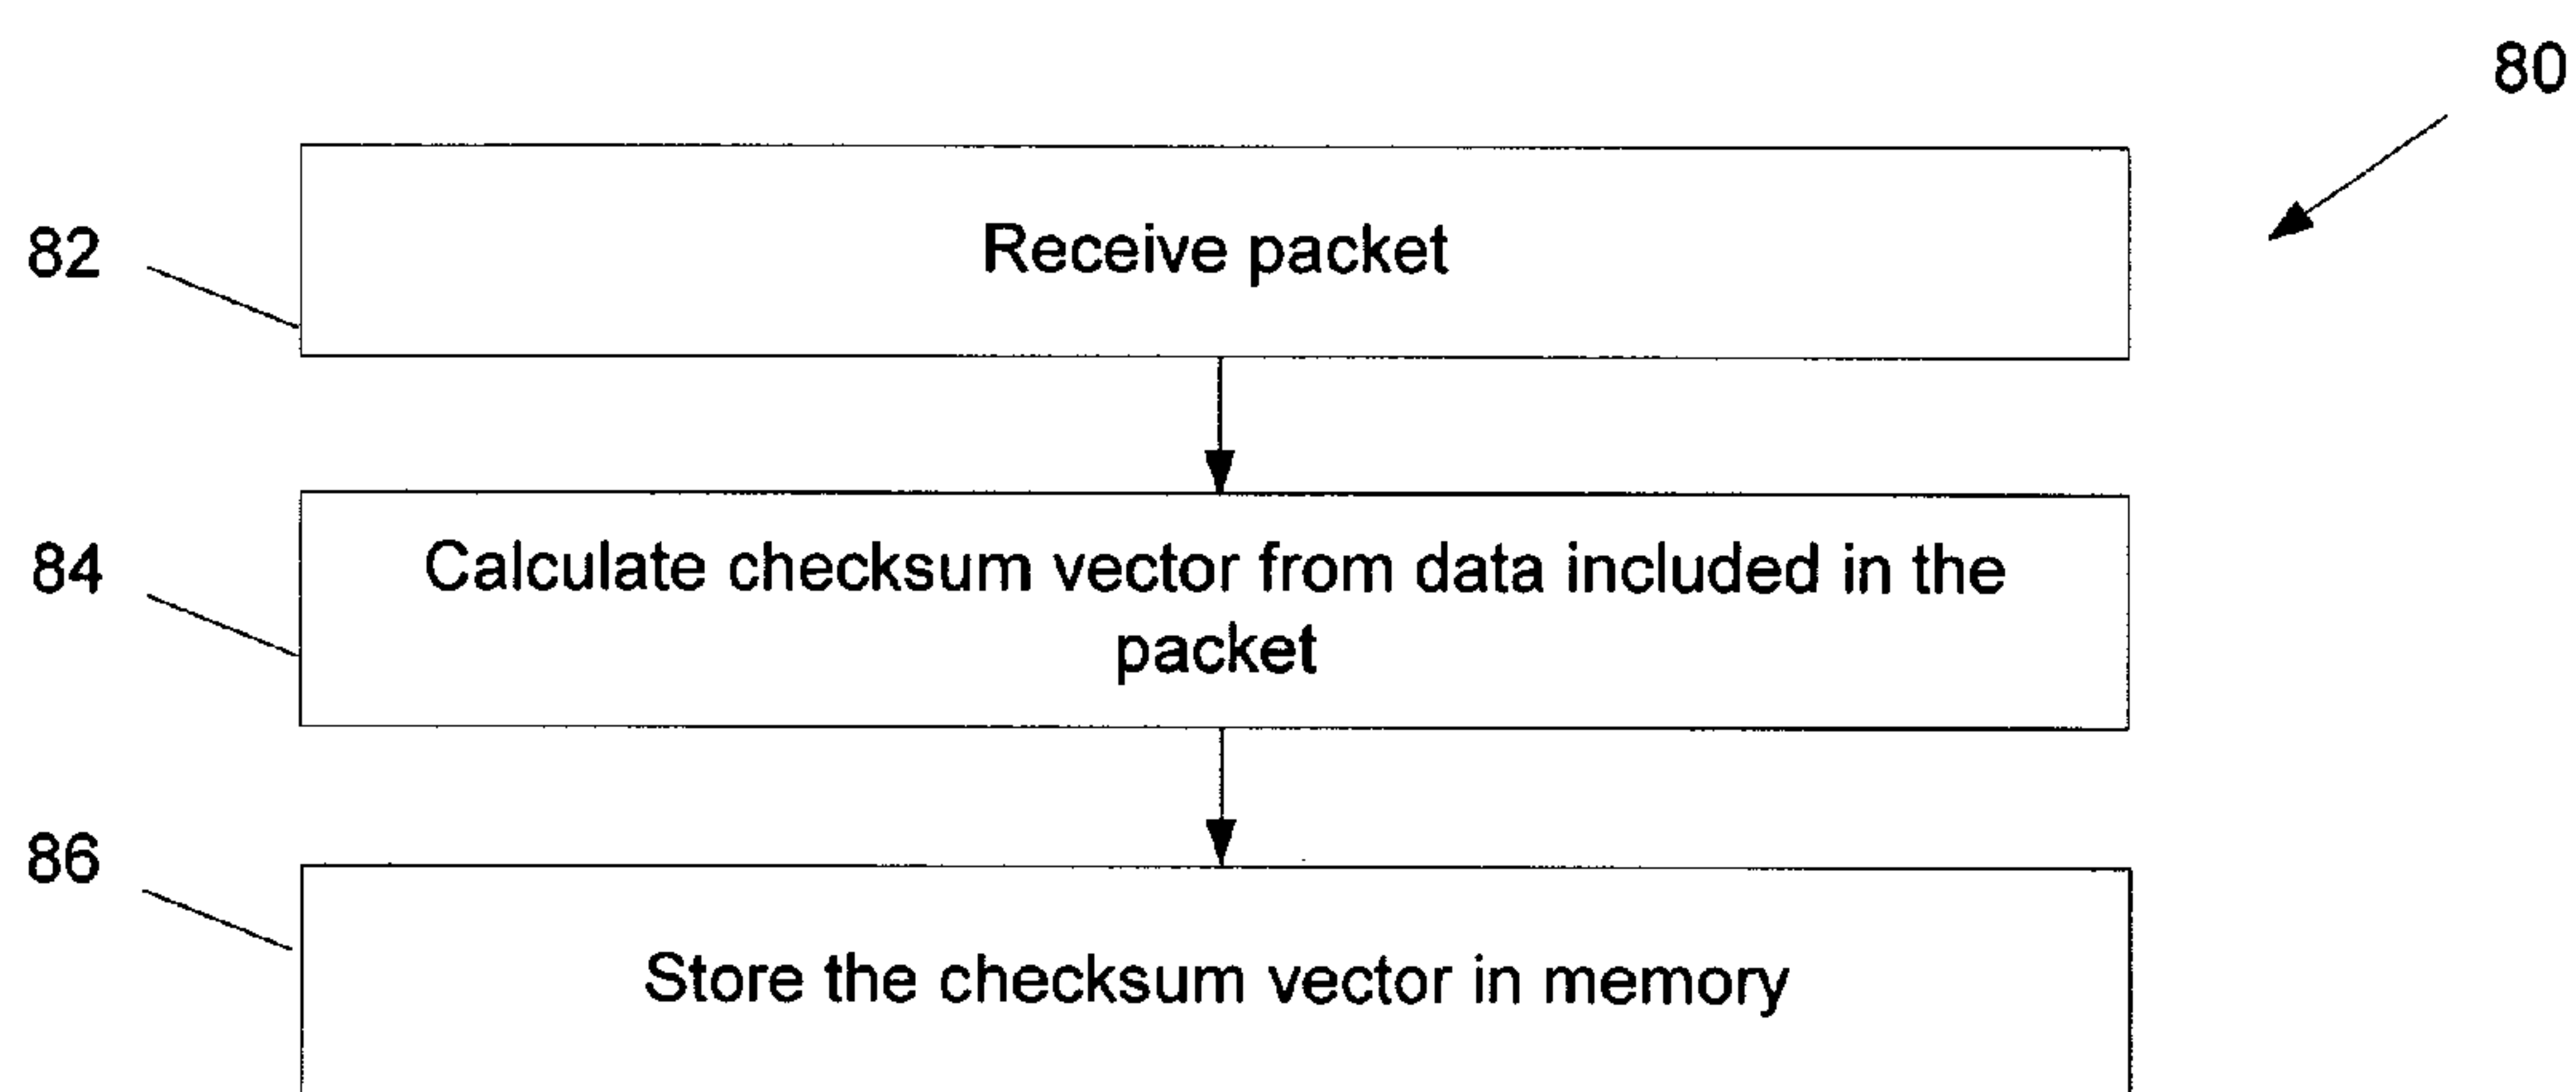 80
82
Receive packet
84
Calculate checksum vector from data included in the
packet
86
Store the checksum vector in memory